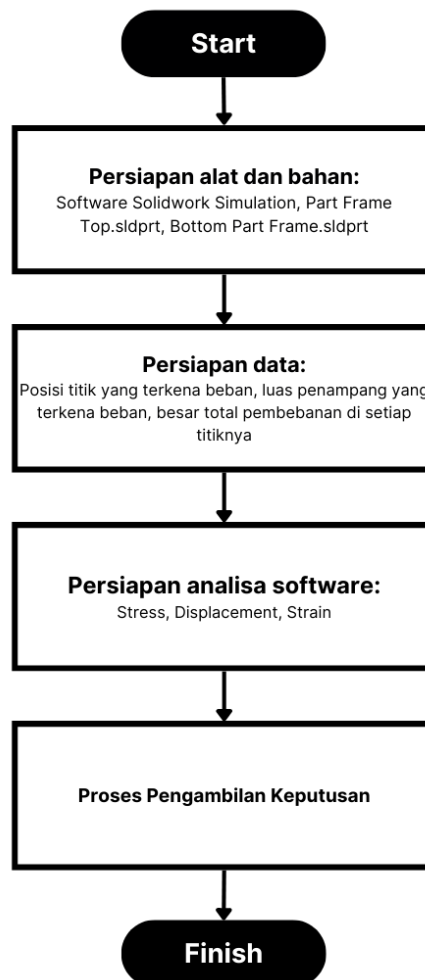 Start
Persiapan alat dan bahan:
Software Solidwork Simulation, Part Frame
Top.sldprt, Bottom Part Frame.sldprt
Persiapan data:
Posisi titik yang terkena beban, luas penampang yang
terkena beban, besar total pembebanan di setiap
titiknya
Persiapan analisa software:
Stress, Displacement, Strain
Proses Pengambilan Keputusan
Finish